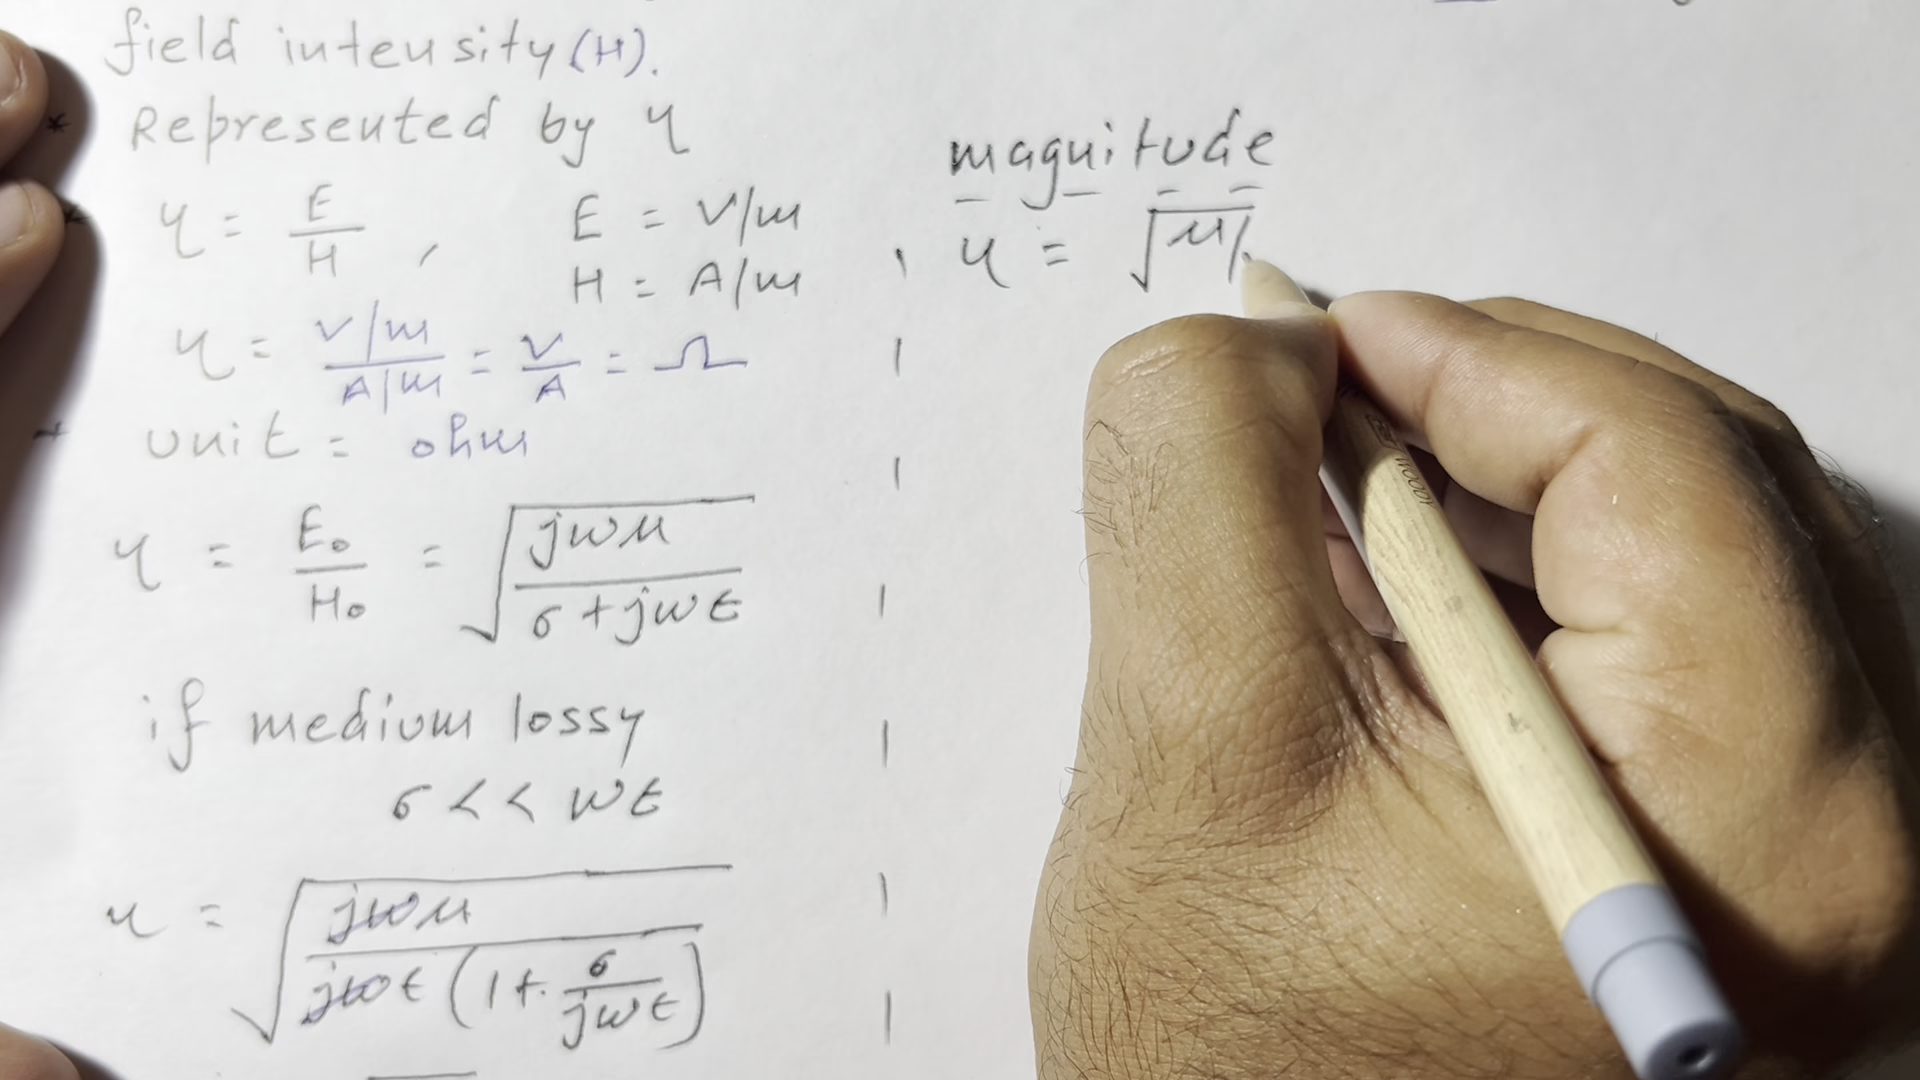 field intensity (H).
* Represented by η
η = E/H , E = V/m
H = A/m
η = V/m / A/m = V/A = Ω
+ unit = ohm
η = E₀/H₀ = √(jωμ / σ + jωε)
if medium lossy
σ << ωε
η = √(jωμ / jωε (1 + σ/jωε))
magnitude
η = √μ/